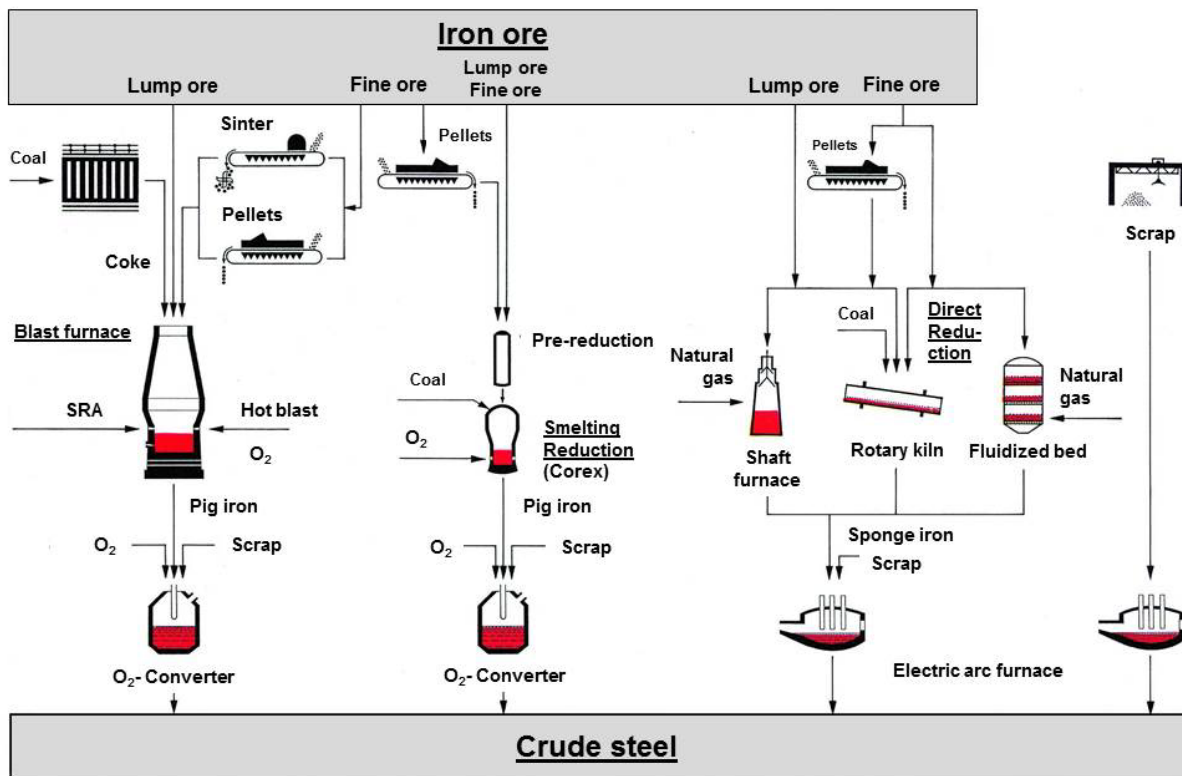 Iron ore
Lump ore
Fine ore
Lump ore
Fine ore
Lump ore
Fine ore
Sinter
Coal
Pellets
Pellets
Pellets
Scrap
Coke
Blast furnace
Pre-reduction
Coal
Direct
Redu-
ction
Natural
gas
Coal
Natural
gas
SRA
Hot blast
O₂
O₂
Smelting
Reduction
(Corex)
Shaft
furnace
Rotary kiln
Fluidized bed
Pig iron
Pig iron
Sponge iron
O₂
Scrap
O₂
Scrap
Scrap
O₂- Converter
O₂- Converter
Electric arc furnace
Crude steel